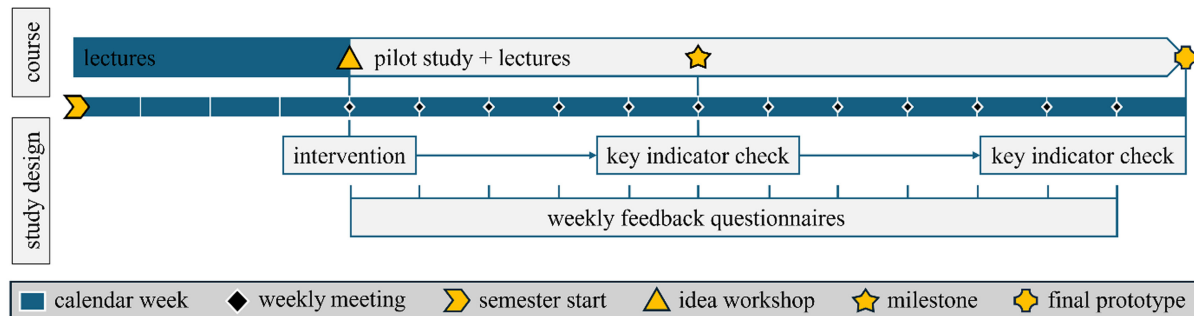 course
lectures
pilot study + lectures
study design
intervention
key indicator check
key indicator check
weekly feedback questionnaires
calendar week
weekly meeting
semester start
idea workshop
milestone
final prototype